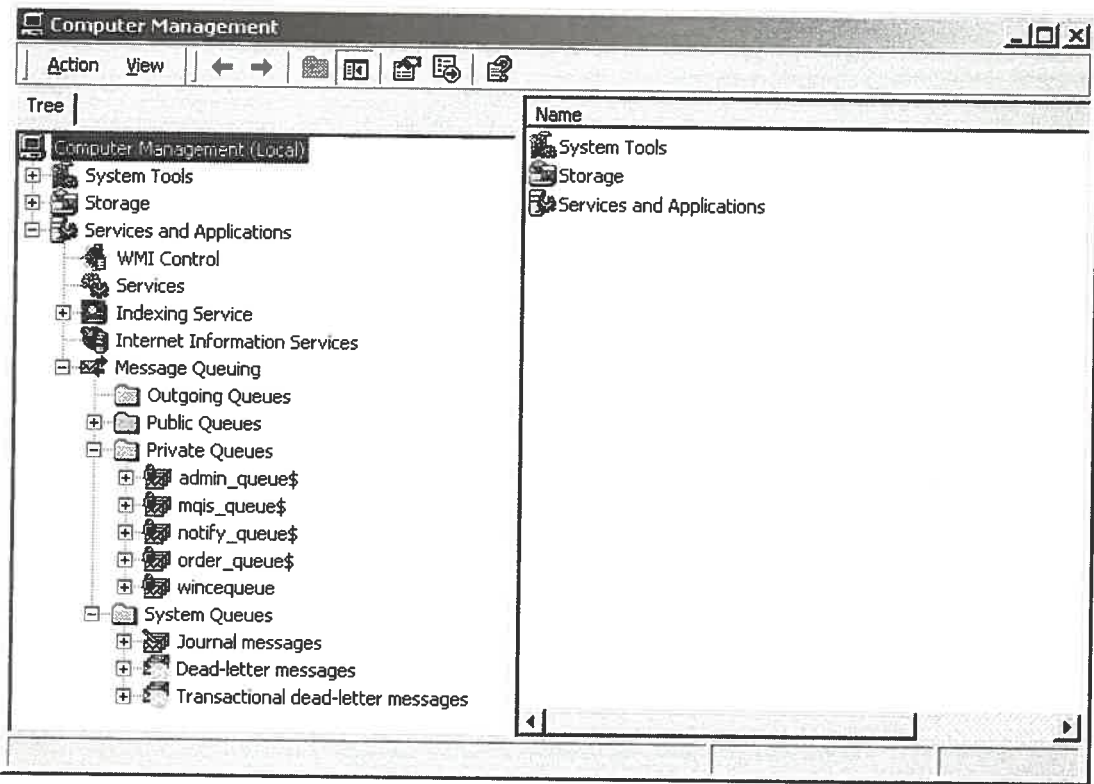 Computer Management
Action View
Tree
Name
Computer Management (Local)
System Tools
Storage
Services and Applications
WMI Control
Services
Indexing Service
Internet Information Services
Message Queuing
Outgoing Queues
Public Queues
Private Queues
admin_queue$
mqis_queue$
notify_queue$
order_queue$
wincequeue
System Queues
Journal messages
Dead-letter messages
Transactional dead-letter messages
System Tools
Storage
Services and Applications